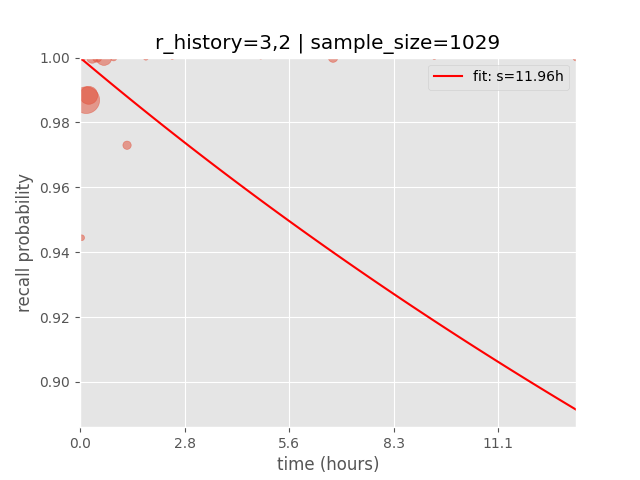 r_history=3,2 | sample_size=1029
fit: s=11.96h
recall probability
1.00
0.98
0.96
0.94
0.92
0.90
0.0
2.8
5.6
8.3
11.1
time (hours)